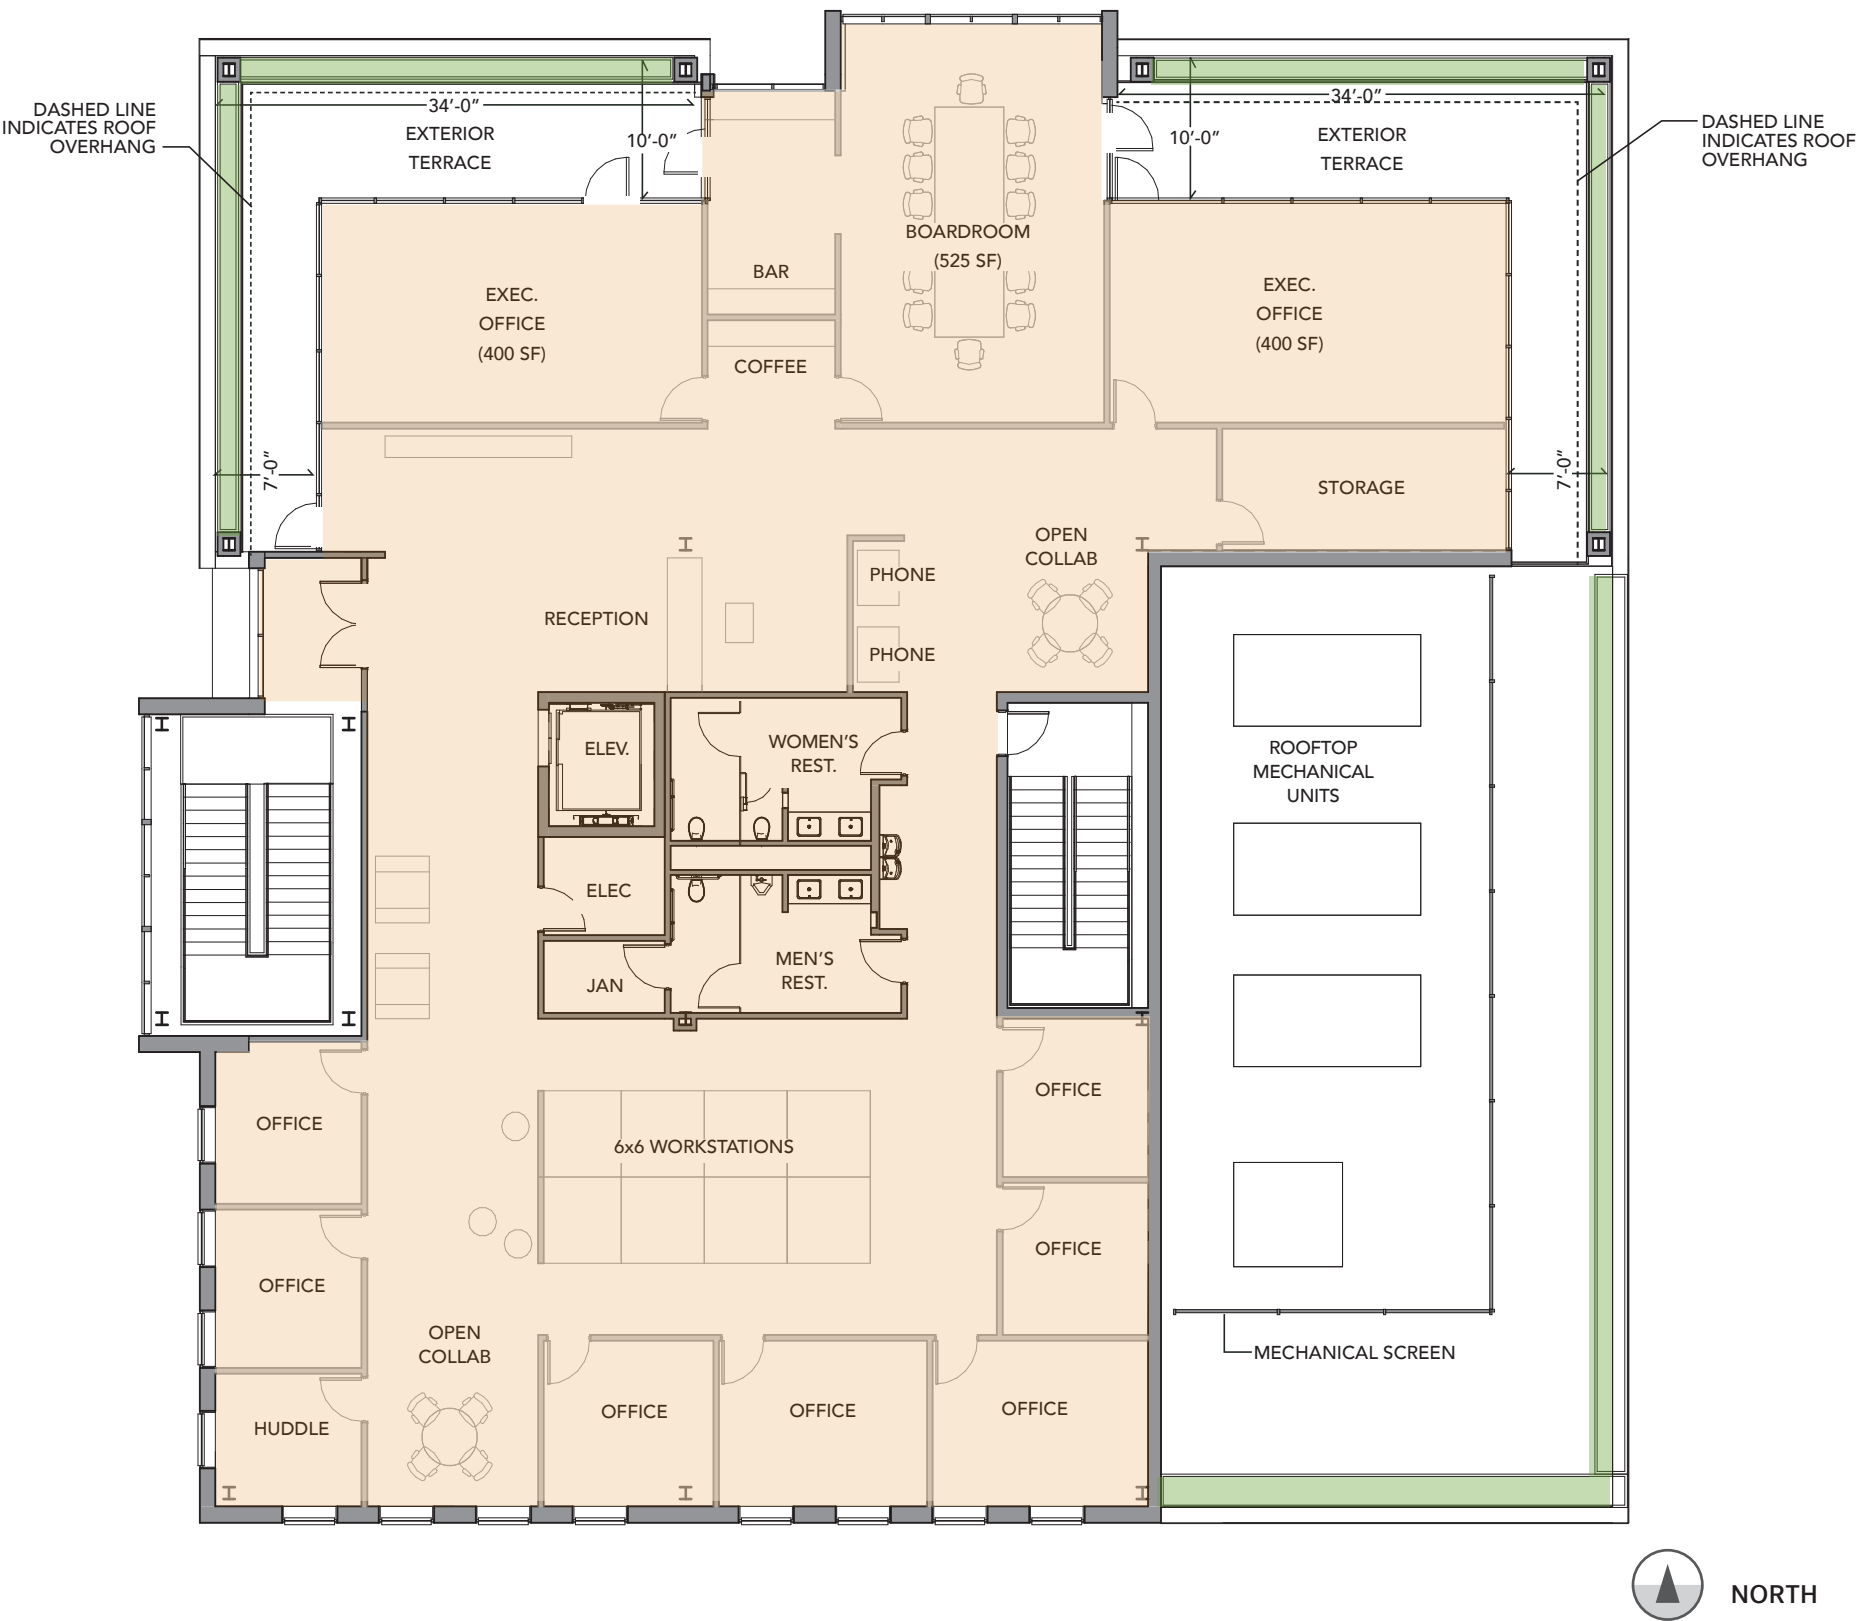 DASHED LINE
INDICATES ROOF
OVERHANG
34'-0"
EXTERIOR
TERRACE
10'-0"
10'-0"
34'-0"
EXTERIOR
TERRACE
DASHED LINE
INDICATES ROOF
OVERHANG
BOARDROOM
(525 SF)
BAR
EXEC.
OFFICE
(400 SF)
EXEC.
OFFICE
(400 SF)
COFFEE
7'-0"
7'-0"
STORAGE
OPEN
COLLAB
PHONE
RECEPTION
PHONE
ELEV.
WOMEN'S
REST.
ROOFTOP
MECHANICAL
UNITS
ELEC
MEN'S
REST.
JAN
OFFICE
OFFICE
6x6 WORKSTATIONS
OFFICE
OFFICE
OPEN
COLLAB
MECHANICAL SCREEN
HUDDLE
OFFICE
OFFICE
OFFICE
NORTH